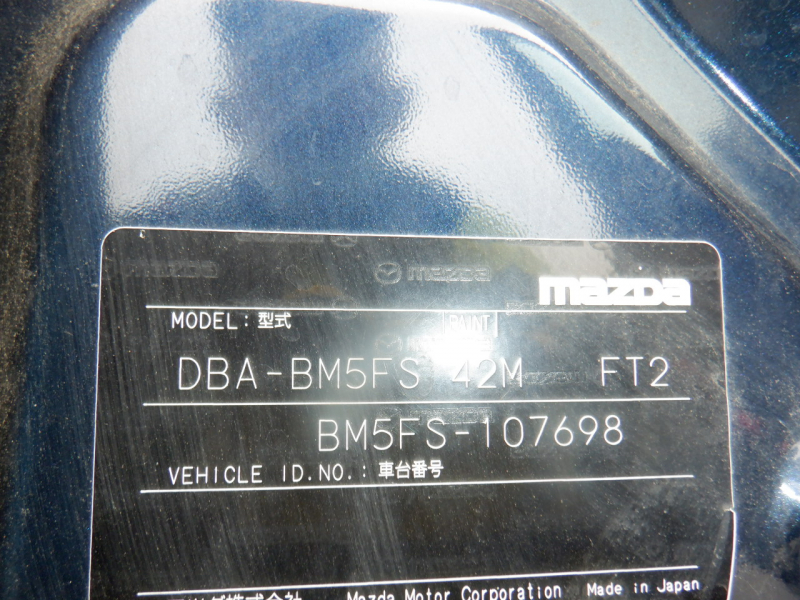 mazda
mazda
MODEL: 型式 PAINT
DBA-BM5FS 42M FT2
BM5FS-107698
VEHICLE ID.NO.: 車台番号
Mazda Motor Corporation Made in Japan